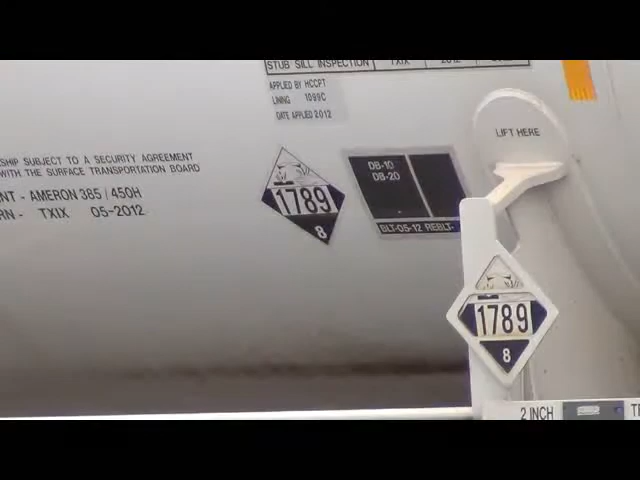 STUB SILL INSPECTION TXIX 2012
APPLIED BY HCCPT
LINING 1099C
DATE APPLIED 2012
SHIP SUBJECT TO A SECURITY AGREEMENT
WITH THE SURFACE TRANSPORTATION BOARD
NT - AMERON 385 / 450H
RN - TXIX 05-2012
1789
8
DB-10
DB-20
BLT-05-12 REBLT-
LIFT HERE
1789
8
2 INCH